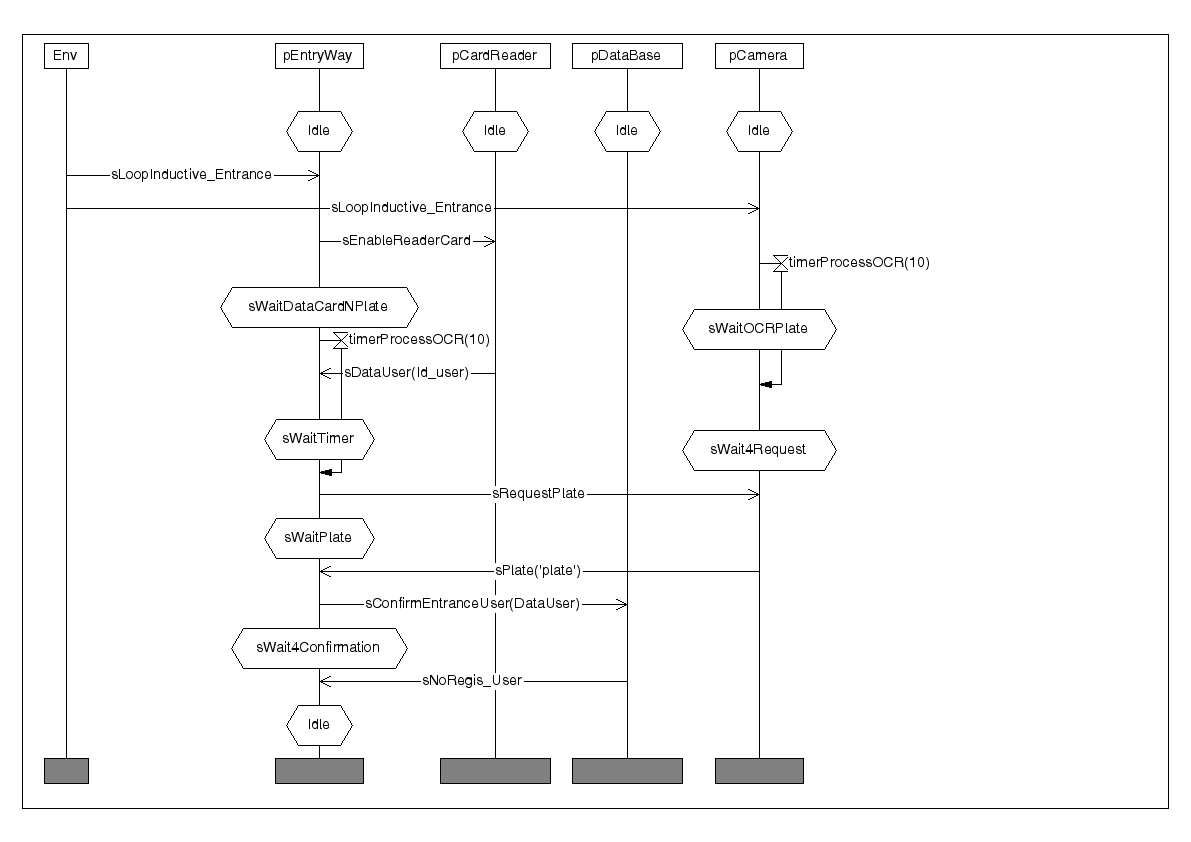 Env
pEntryWay
pCardReader
pDataBase
pCamera
Idle
Idle
Idle
Idle
sLoopInductive_Entrance
sLoopInductive_Entrance
sEnableReaderCard
timerProcessOCR(10)
sWaitDataCardNPlate
sWaitOCRPlate
timerProcessOCR(10)
sDataUser(Id_user)
sWaitTimer
sWait4Request
sRequestPlate
sWaitPlate
sPlate('plate')
sConfirmEntranceUser(DataUser)
sWait4Confirmation
sNoRegis_User
Idle